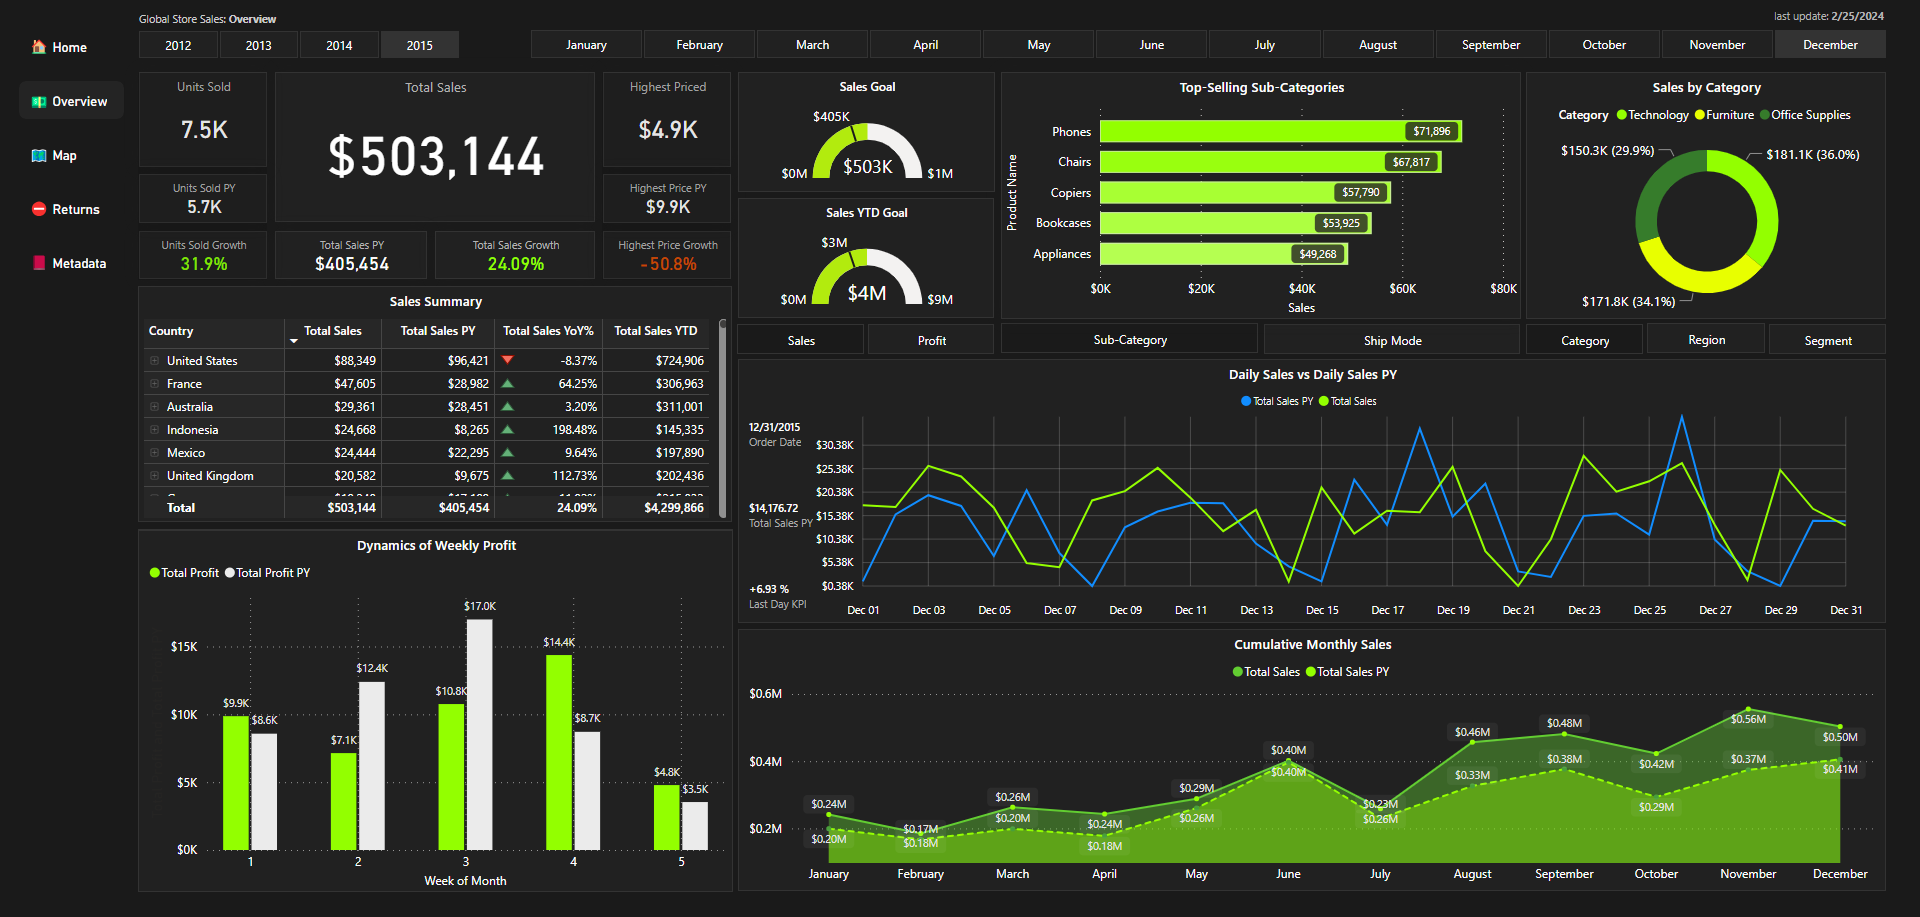 Global Store Sales: Overview
last update: 2/25/2024
Home
Overview
Map
Returns
Metadata
2012 2013 2014 2015
January February March April May June July August September October November December
Units Sold
7.5K
Units Sold PY
5.7K
Units Sold Growth
31.9%
Total Sales
$503,144
Total Sales PY
$405,454
Total Sales Growth
24.09%
Highest Priced
$4.9K
Highest Price PY
$9.9K
Highest Price Growth
-50.8%
Sales Goal
$405K
$0M $503K $1M
Sales YTD Goal
$3M
$0M $4M $9M
Top-Selling Sub-Categories
Product Name
Phones $71,896
Chairs $67,817
Copiers $57,790
Bookcases $53,925
Appliances $49,268
$0K $20K $40K $60K $80K
Sales
Sales by Category
Category Technology Furniture Office Supplies
$150.3K (29.9%)
$181.1K (36.0%)
$171.8K (34.1%)
Sales Profit
Sub-Category Ship Mode
Category Region Segment
Sales Summary
Country Total Sales Total Sales PY Total Sales YoY% Total Sales YTD
United States $88,349 $96,421 -8.37% $724,906
France $47,605 $28,982 64.25% $306,963
Australia $29,361 $28,451 3.20% $311,001
Indonesia $24,668 $8,265 198.48% $145,335
Mexico $24,444 $22,295 9.64% $197,890
United Kingdom $20,582 $9,675 112.73% $202,436
Total $503,144 $405,454 24.09% $4,299,866
Daily Sales vs Daily Sales PY
Total Sales PY Total Sales
12/31/2015
Order Date
$14,176.72
Total Sales PY
+6.93 %
Last Day KPI
$30.38K
$25.38K
$20.38K
$15.38K
$10.38K
$5.38K
$0.38K
Dec 01 Dec 03 Dec 05 Dec 07 Dec 09 Dec 11 Dec 13 Dec 15 Dec 17 Dec 19 Dec 21 Dec 23 Dec 25 Dec 27 Dec 29 Dec 31
Dynamics of Weekly Profit
Total Profit Total Profit PY
$15K
$10K
$5K
$0K
$9.9K $8.6K
$7.1K $12.4K
$10.8K $17.0K
$14.4K $8.7K
$4.8K $3.5K
1 2 3 4 5
Week of Month
Cumulative Monthly Sales
Total Sales Total Sales PY
$0.6M
$0.4M
$0.2M
$0.24M $0.17M $0.26M $0.24M $0.29M $0.40M $0.23M $0.46M $0.48M $0.42M $0.56M $0.50M
$0.20M $0.18M $0.20M $0.18M $0.26M $0.40M $0.26M $0.33M $0.38M $0.29M $0.37M $0.41M
January February March April May June July August September October November December